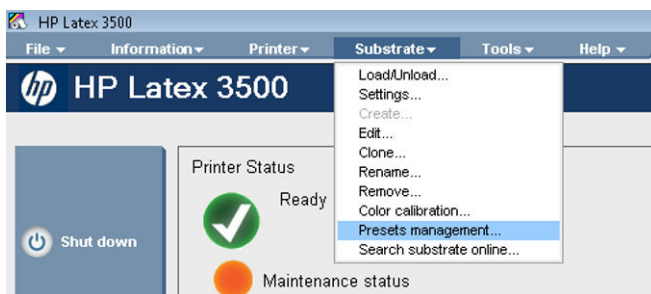 HP Latex 3500
File Information Printer Substrate Tools Help
hp HP Latex 3500
Load/Unload...
Settings...
Create...
Edit...
Clone...
Rename...
Remove...
Color calibration...
Presets management...
Search substrate online...
Printer Status
Ready
Shut down
Maintenance status